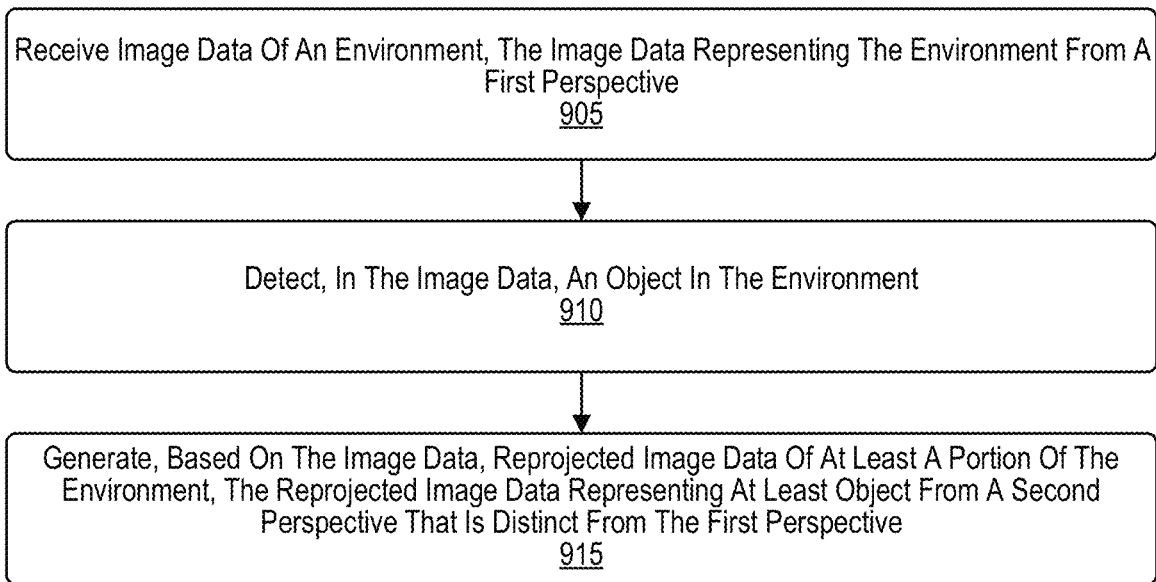 Receive Image Data Of An Environment, The Image Data Representing The Environment From A
First Perspective
905
Detect, In The Image Data, An Object In The Environment
910
Generate, Based On The Image Data, Reprojected Image Data Of At Least A Portion Of The
Environment, The Reprojected Image Data Representing At Least Object From A Second
Perspective That Is Distinct From The First Perspective
915